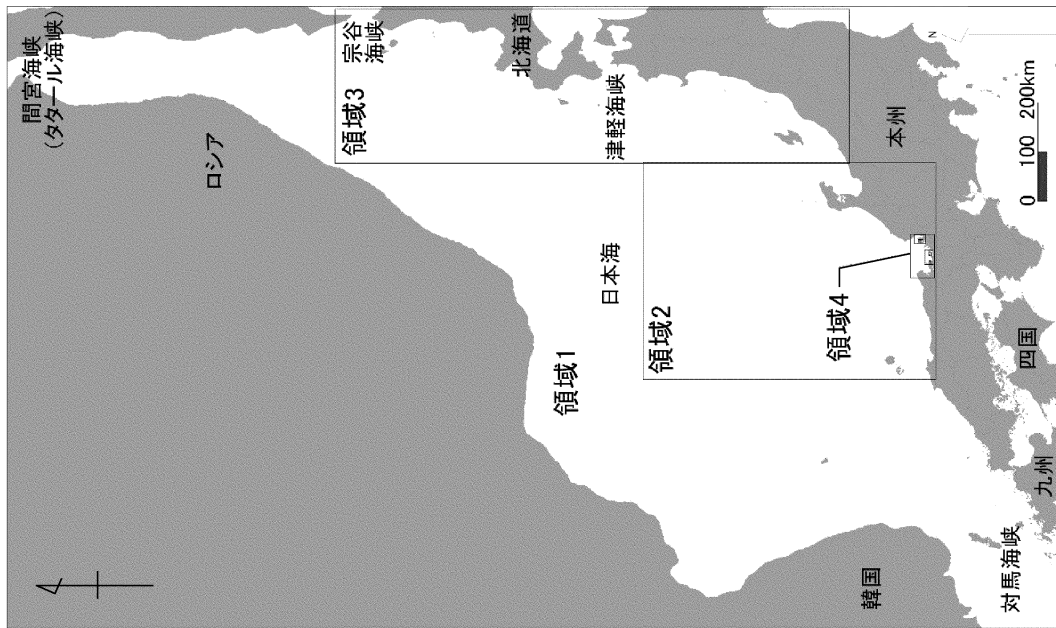 間宮海峡
(タタール海峡)
ロシア
宗谷
海峡
領域3
北海道
津軽海峡
日本海
領域1
領域2
領域4
本州
四国
九州
韓国
対馬海峡
0 100 200km
N